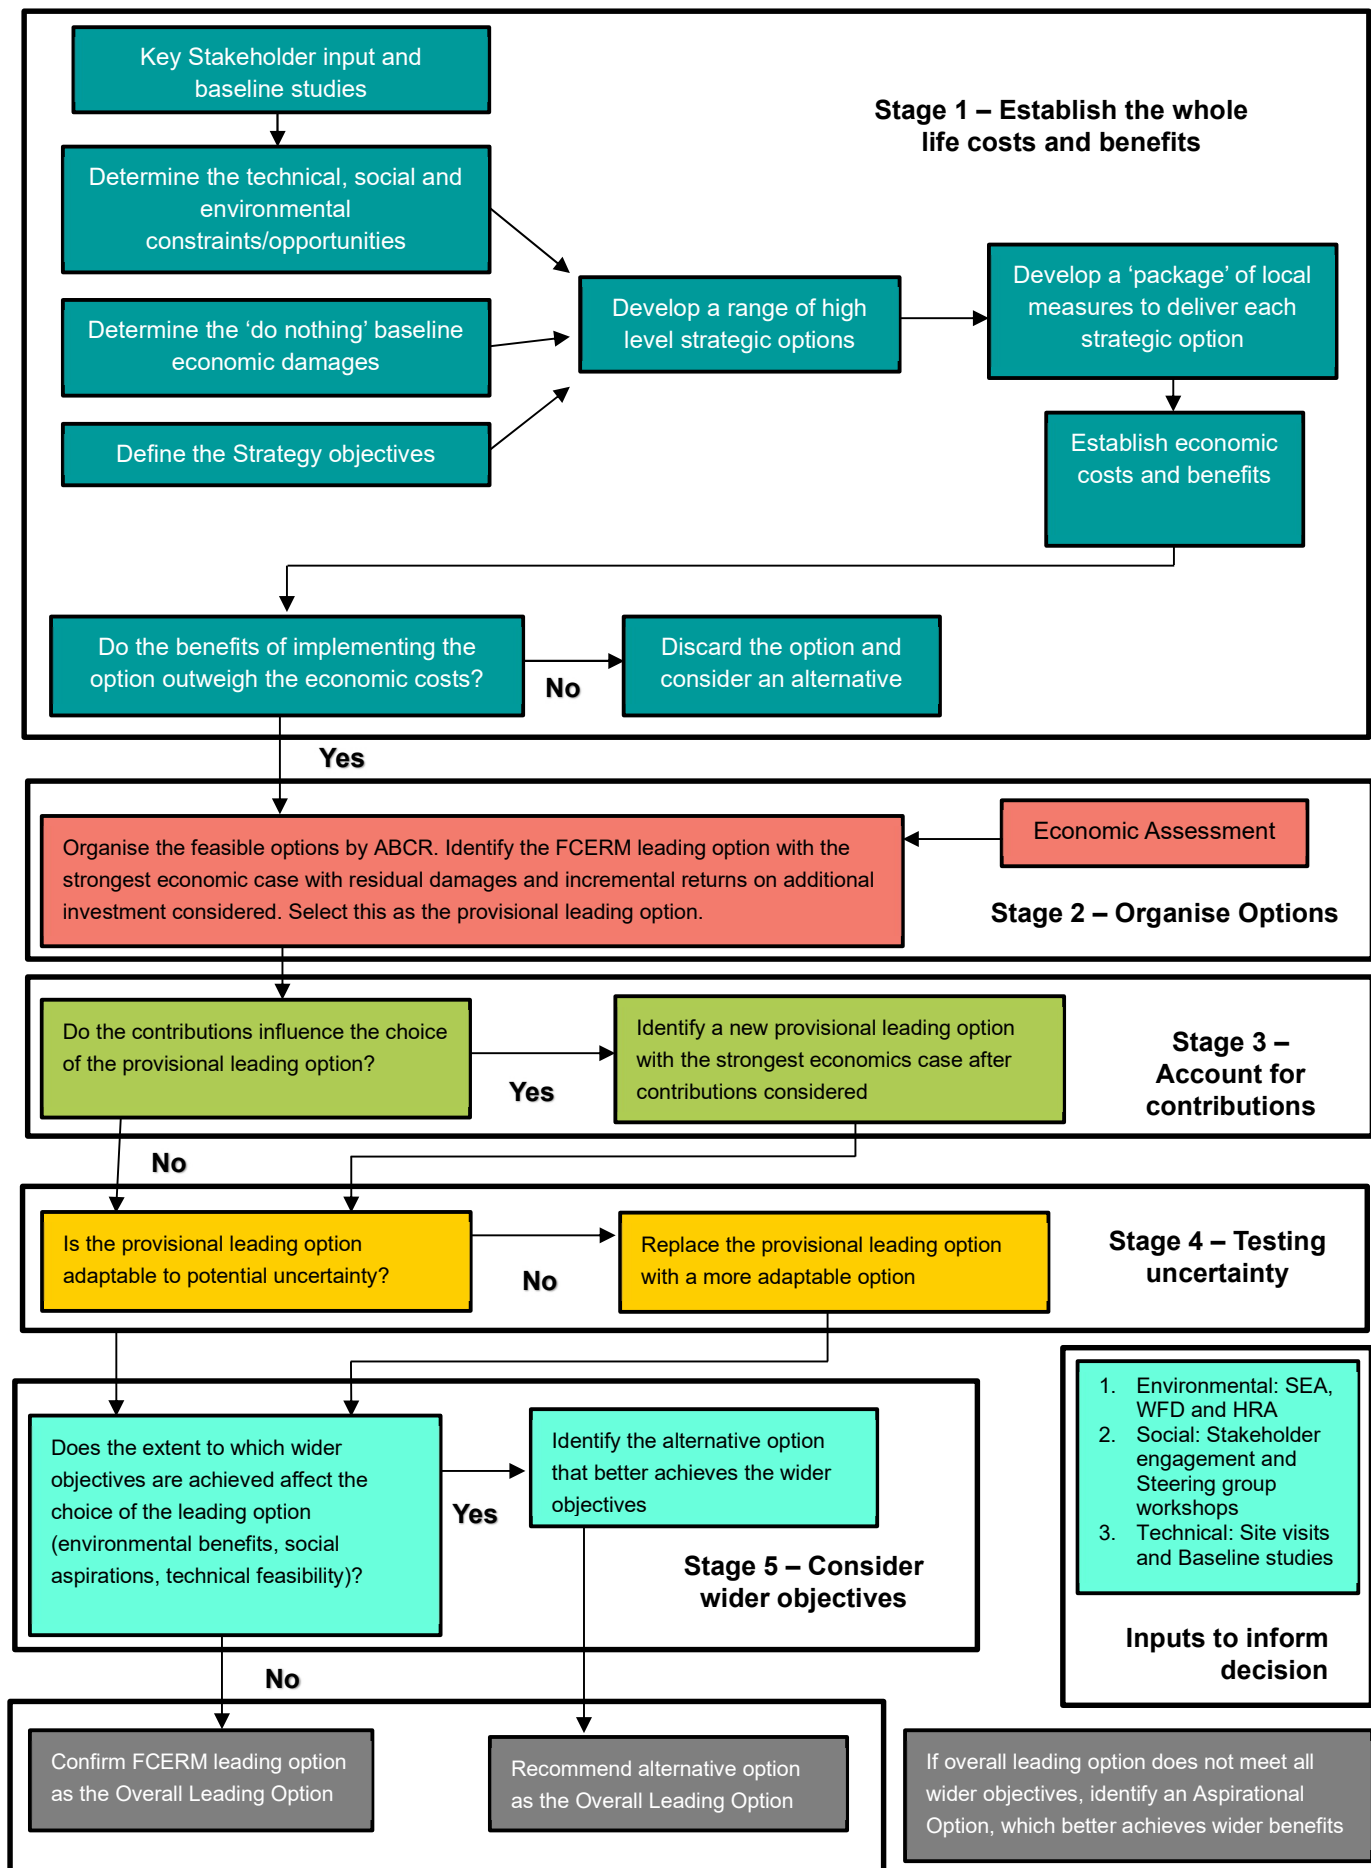 Key Stakeholder input and
baseline studies
Stage 1 – Establish the whole
life costs and benefits
Determine the technical, social and
environmental
constraints/opportunities
Determine the ‘do nothing’ baseline
economic damages
Define the Strategy objectives
Develop a range of high
level strategic options
Develop a ‘package’ of local
measures to deliver each
strategic option
Establish economic
costs and benefits
Do the benefits of implementing the
option outweigh the economic costs?
No
Discard the option and
consider an alternative
Yes
Organise the feasible options by ABCR. Identify the FCERM leading option with the
strongest economic case with residual damages and incremental returns on additional
investment considered. Select this as the provisional leading option.
Economic Assessment
Stage 2 – Organise Options
Do the contributions influence the choice
of the provisional leading option?
Yes
Identify a new provisional leading option
with the strongest economics case after
contributions considered
Stage 3 –
Account for
contributions
No
Is the provisional leading option
adaptable to potential uncertainty?
No
Replace the provisional leading option
with a more adaptable option
Stage 4 – Testing
uncertainty
Does the extent to which wider
objectives are achieved affect the
choice of the leading option
(environmental benefits, social
aspirations, technical feasibility)?
Yes
Identify the alternative option
that better achieves the wider
objectives
Stage 5 – Consider
wider objectives
1. Environmental: SEA,
WFD and HRA
2. Social: Stakeholder
engagement and
Steering group
workshops
3. Technical: Site visits
and Baseline studies
Inputs to inform
decision
No
Confirm FCERM leading option
as the Overall Leading Option
Recommend alternative option
as the Overall Leading Option
If overall leading option does not meet all
wider objectives, identify an Aspirational
Option, which better achieves wider benefits